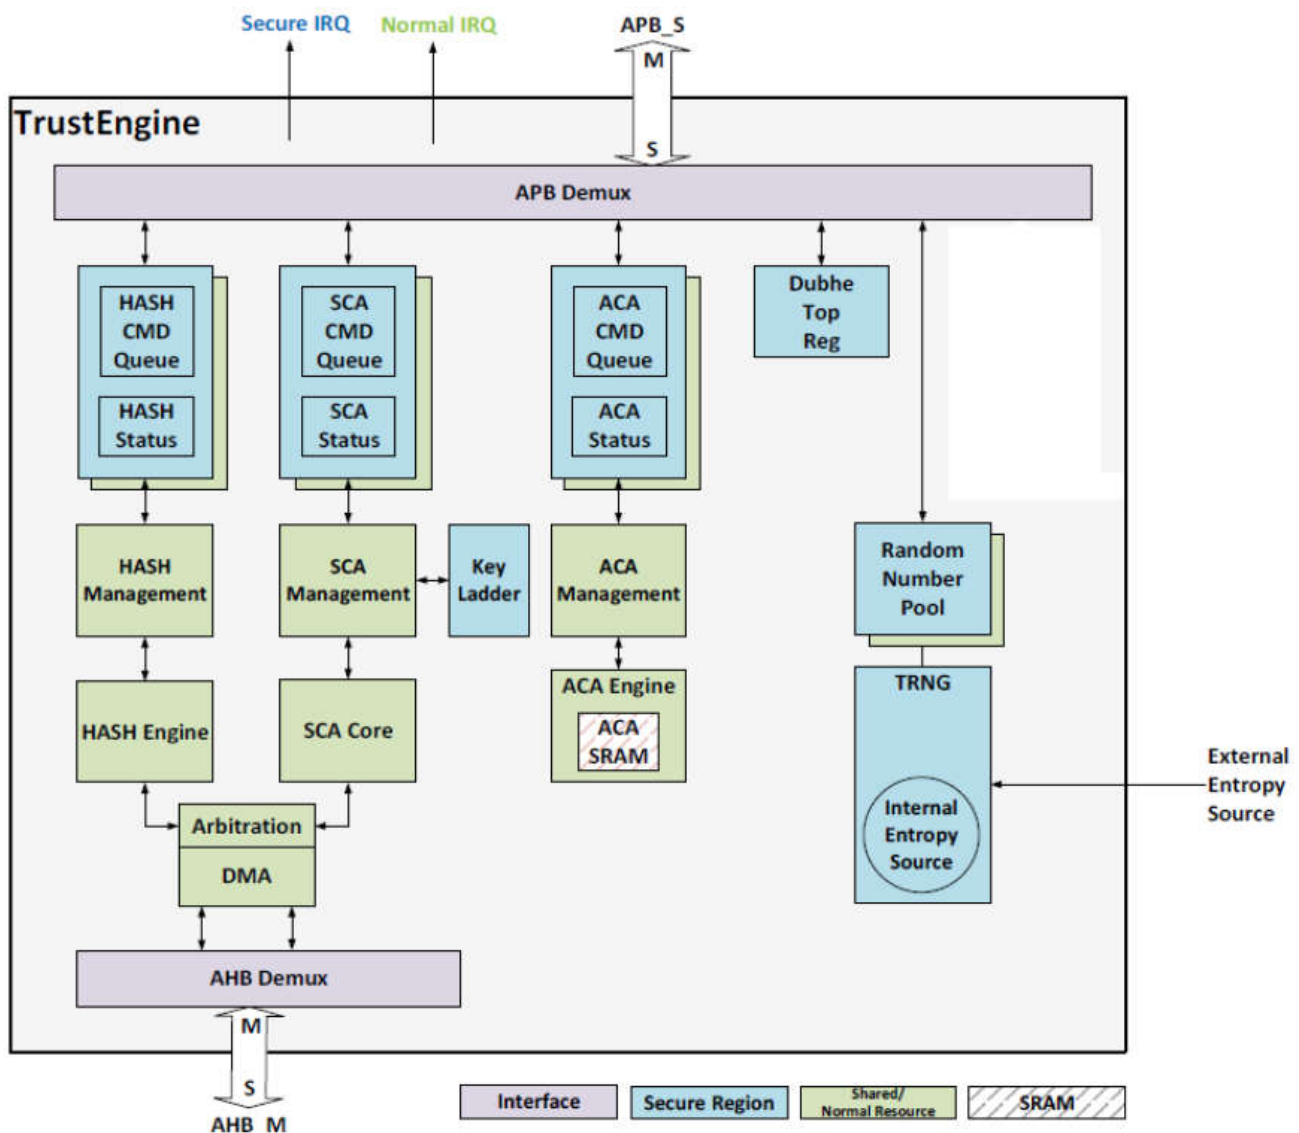 Secure IRQ
Normal IRQ
APB_S
M
S
TrustEngine
APB Demux
HASH
CMD
Queue
HASH
Status
SCA
CMD
Queue
SCA
Status
ACA
CMD
Queue
ACA
Status
Dubhe
Top
Reg
HASH
Management
SCA
Management
Key
Ladder
ACA
Management
Random
Number
Pool
HASH Engine
SCA Core
ACA Engine
ACA
SRAM
TRNG
Internal
Entropy
Source
External
Entropy
Source
Arbitration
DMA
AHB Demux
M
S
AHB_M
Interface
Secure Region
Shared/
Normal Resource
SRAM